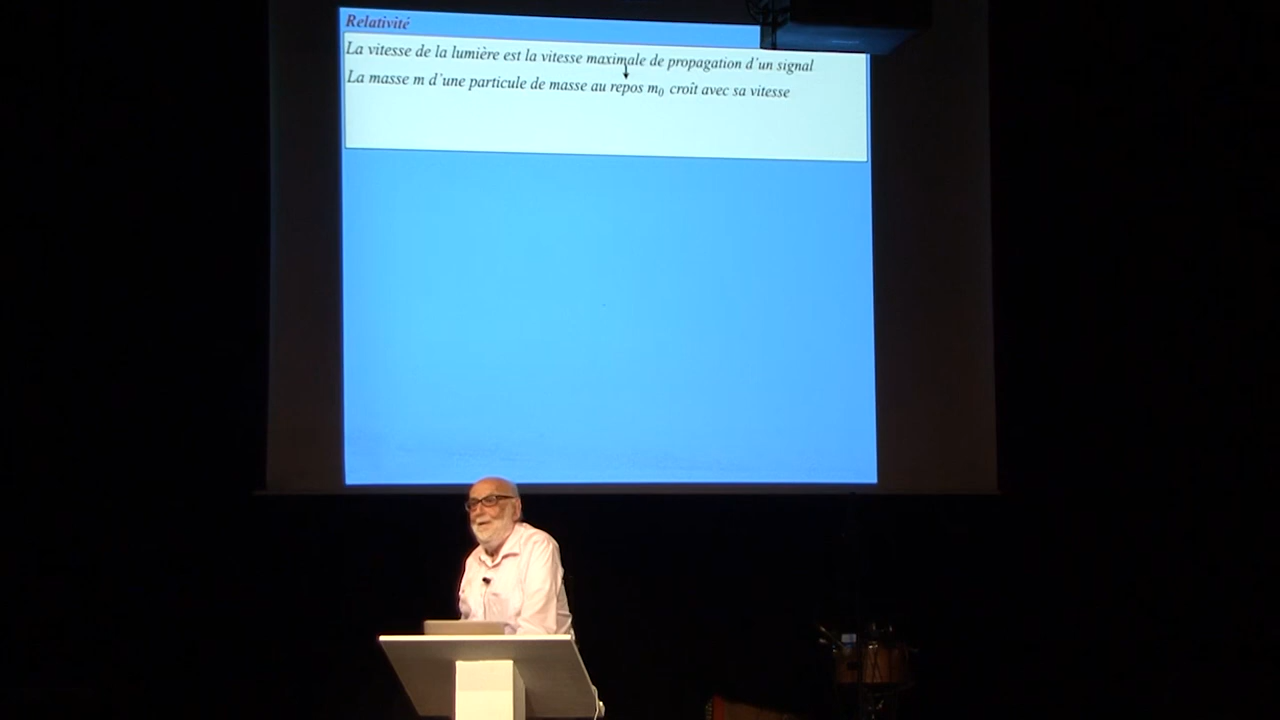 Relativité
La vitesse de la lumière est la vitesse maximale de propagation d'un signal
La masse m d'une particule de masse au repos m₀ croît avec sa vitesse